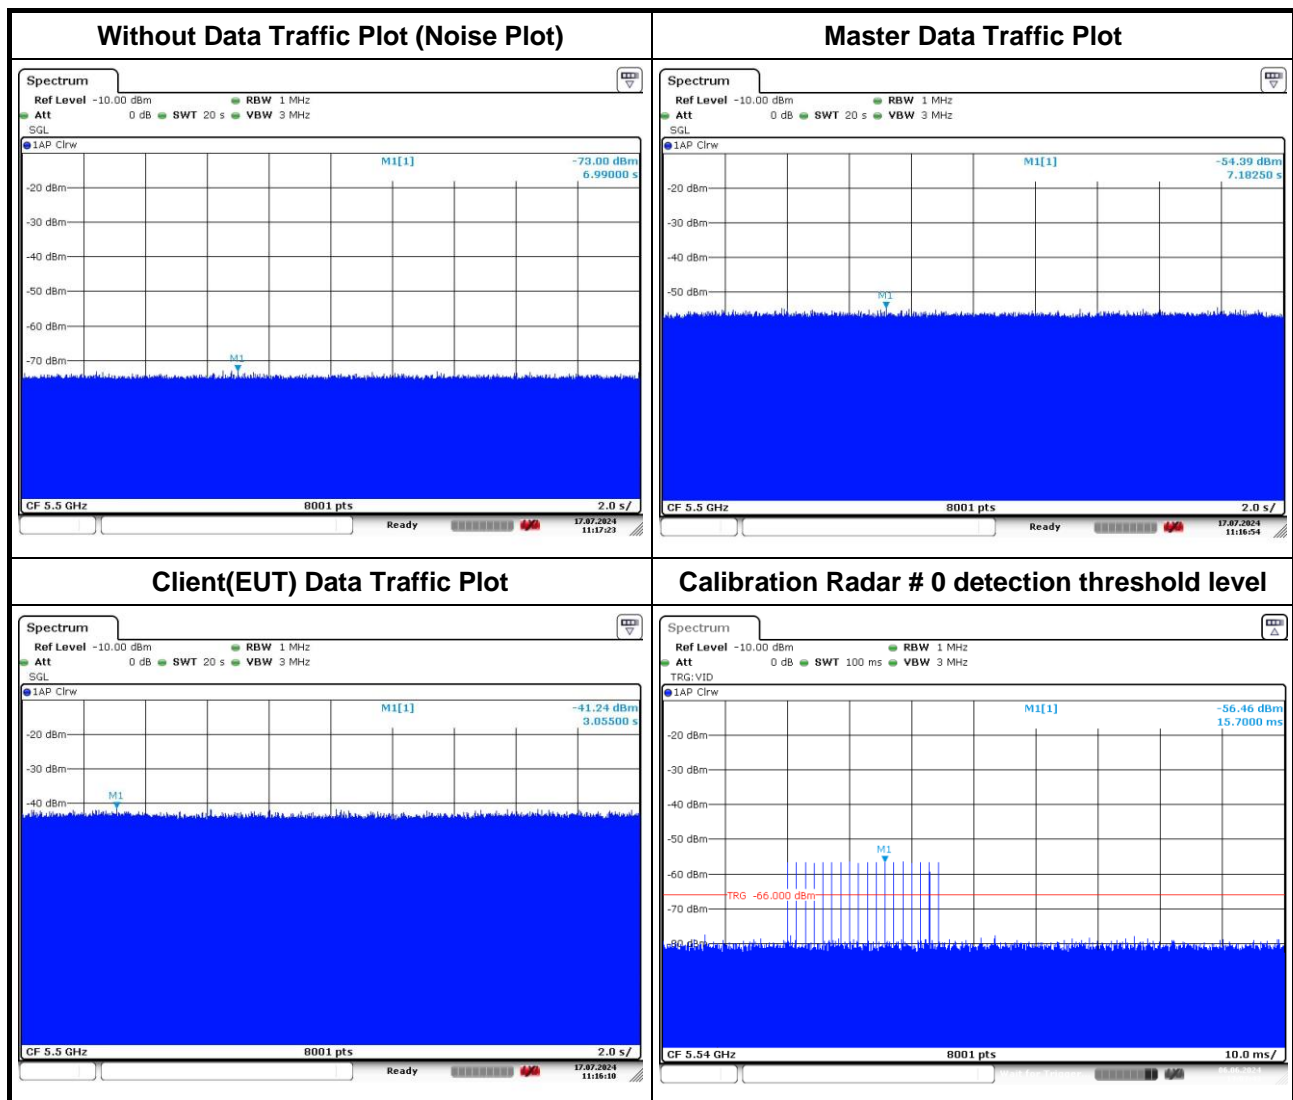 Without Data Traffic Plot (Noise Plot)
Spectrum
Ref Level -10.00 dBm RBW 1 MHz
Att 0 dB SWT 20 s VBW 3 MHz
SGL
1AP Clrw
M1[1] -73.00 dBm
6.99000 s
-20 dBm
-30 dBm
-40 dBm
-50 dBm
-60 dBm
-70 dBm
M1
CF 5.5 GHz 8001 pts 2.0 s/
Ready 17.07.2024
11:17:23
Master Data Traffic Plot
Spectrum
Ref Level -10.00 dBm RBW 1 MHz
Att 0 dB SWT 20 s VBW 3 MHz
SGL
1AP Clrw
M1[1] -54.39 dBm
7.18250 s
-20 dBm
-30 dBm
-40 dBm
-50 dBm
M1
CF 5.5 GHz 8001 pts 2.0 s/
Ready 17.07.2024
11:16:54
Client(EUT) Data Traffic Plot
Spectrum
Ref Level -10.00 dBm RBW 1 MHz
Att 0 dB SWT 20 s VBW 3 MHz
SGL
1AP Clrw
M1[1] -41.24 dBm
3.05500 s
-20 dBm
-30 dBm
M1
-40 dBm
CF 5.5 GHz 8001 pts 2.0 s/
Ready 17.07.2024
11:16:10
Calibration Radar # 0 detection threshold level
Spectrum
Ref Level -10.00 dBm RBW 1 MHz
Att 0 dB SWT 100 ms VBW 3 MHz
TRG:VID
1AP Clrw
M1[1] -56.46 dBm
15.7000 ms
-20 dBm
-30 dBm
-40 dBm
-50 dBm
M1
-60 dBm
TRG -66.000 dBm
-70 dBm
-80 dBm
CF 5.54 GHz 8001 pts 10.0 ms/
Wait for Trigger